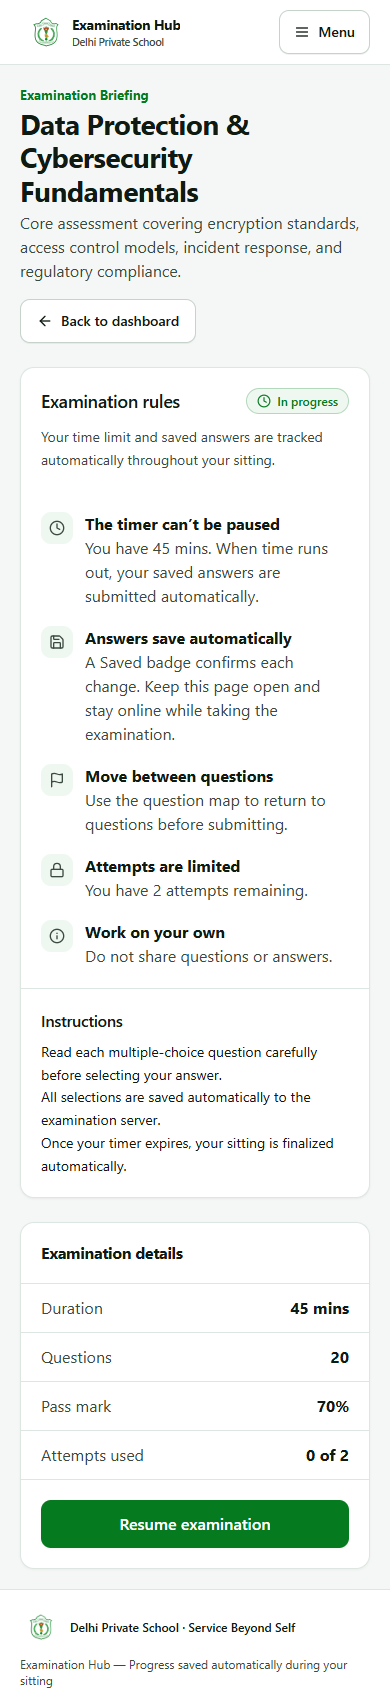 Examination Hub
Delhi Private School
Menu
Examination Briefing
Data Protection &
Cybersecurity
Fundamentals
Core assessment covering encryption standards,
access control models, incident response, and
regulatory compliance.
Back to dashboard
Examination rules
In progress
Your time limit and saved answers are tracked
automatically throughout your sitting.
The timer can't be paused
You have 45 mins. When time runs
out, your saved answers are
submitted automatically.
Answers save automatically
A Saved badge confirms each
change. Keep this page open and
stay online while taking the
examination.
Move between questions
Use the question map to return to
questions before submitting.
Attempts are limited
You have 2 attempts remaining.
Work on your own
Do not share questions or answers.
Instructions
Read each multiple-choice question carefully
before selecting your answer.
All selections are saved automatically to the
examination server.
Once your timer expires, your sitting is finalized
automatically.
Examination details
Duration 45 mins
Questions 20
Pass mark 70%
Attempts used 0 of 2
Resume examination
Delhi Private School · Service Beyond Self
Examination Hub — Progress saved automatically during your
sitting